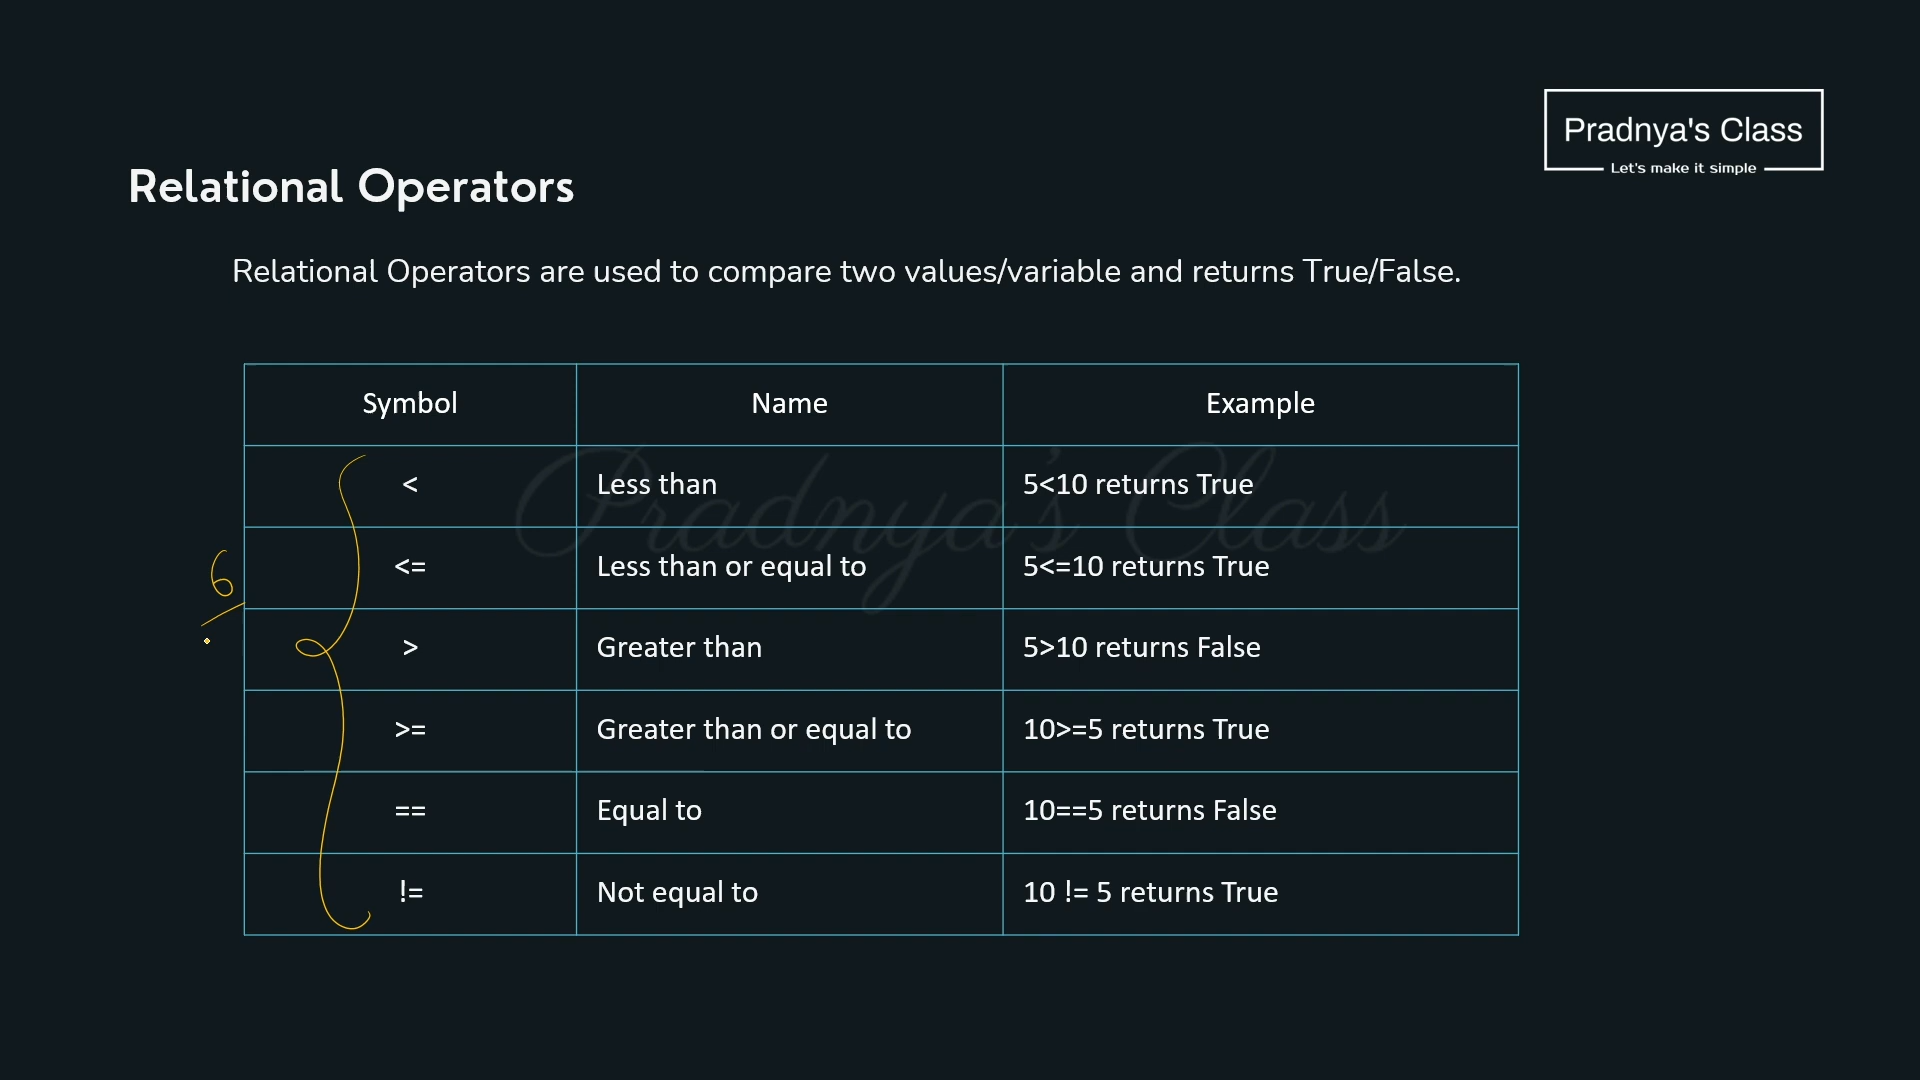 Pradnya's Class
Let's make it simple
Relational Operators
Relational Operators are used to compare two values/variable and returns True/False.
Symbol Name Example
< Less than 5<10 returns True
<= Less than or equal to 5<=10 returns True
> Greater than 5>10 returns False
>= Greater than or equal to 10>=5 returns True
== Equal to 10==5 returns False
!= Not equal to 10 != 5 returns True
6
Pradnya's Class